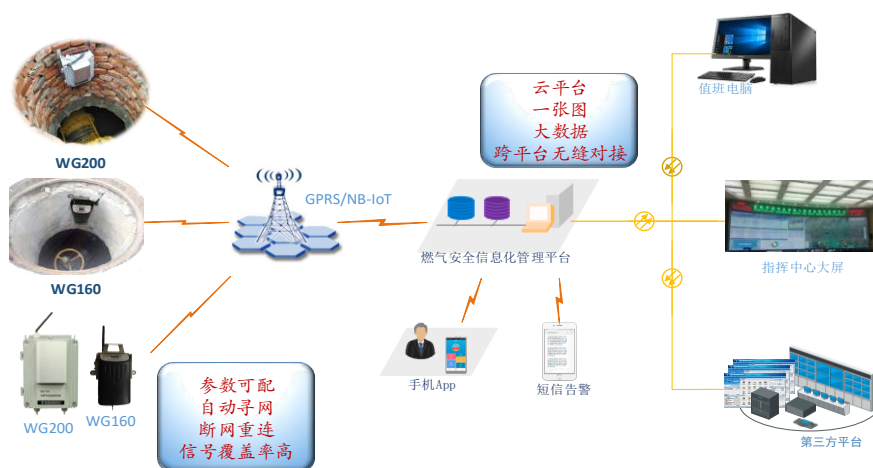 云平台
一张图
大数据
跨平台无缝对接
值班电脑
WG200
GPRS/NB-IoT
燃气安全信息化管理平台
指挥中心大屏
WG160
手机App
短信告警
参数可配
自动寻网
断网重连
信号覆盖率高
WG200
WG160
第三方平台